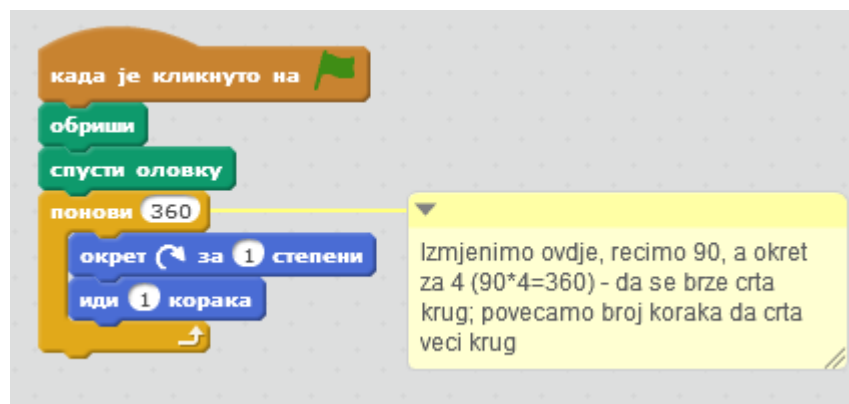 када је кликнуто на
обриши
спусти оловку
понови 360
окрет за 1 степени
иди 1 корака
Izmjenimo ovdje, recimo 90, a okret
za 4 (90*4=360) - da se brze crta
krug; povecamo broj koraka da crta
veci krug